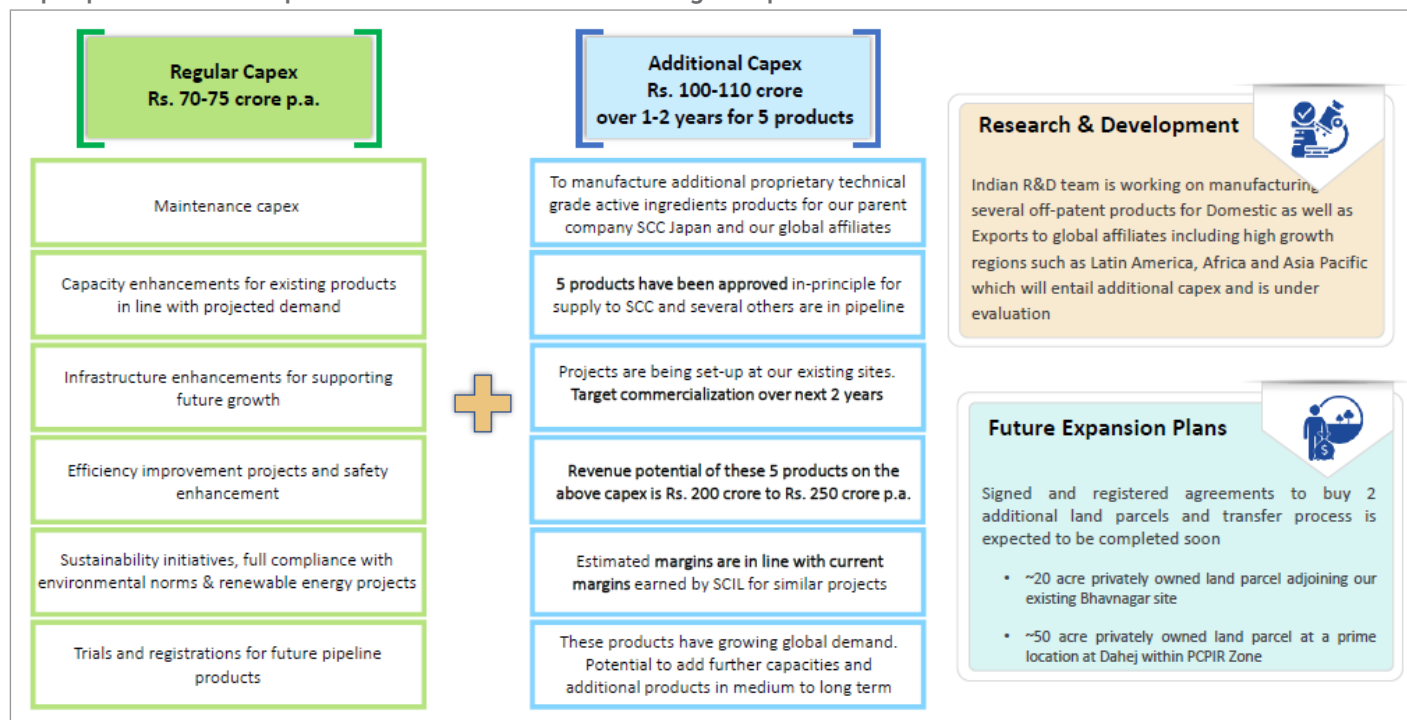 Regular Capex
Rs. 70-75 crore p.a.
Maintenance capex
Capacity enhancements for existing products
in line with projected demand
Infrastructure enhancements for supporting
future growth
Efficiency improvement projects and safety
enhancement
Sustainability initiatives, full compliance with
environmental norms & renewable energy projects
Trials and registrations for future pipeline
products
Additional Capex
Rs. 100-110 crore
over 1-2 years for 5 products
To manufacture additional proprietary technical
grade active ingredients products for our parent
company SCC Japan and our global affiliates
5 products have been approved in-principle for
supply to SCC and several others are in pipeline
Projects are being set-up at our existing sites.
Target commercialization over next 2 years
Revenue potential of these 5 products on the
above capex is Rs. 200 crore to Rs. 250 crore p.a.
Estimated margins are in line with current
margins earned by SCIL for similar projects
These products have growing global demand.
Potential to add further capacities and
additional products in medium to long term
Research & Development
Indian R&D team is working on manufacturing
several off-patent products for Domestic as well as
Exports to global affiliates including high growth
regions such as Latin America, Africa and Asia Pacific
which will entail additional capex and is under
evaluation
Future Expansion Plans
Signed and registered agreements to buy 2
additional land parcels and transfer process is
expected to be completed soon
• ~20 acre privately owned land parcel adjoining our
existing Bhavnagar site
• ~50 acre privately owned land parcel at a prime
location at Dahej within PCPIR Zone